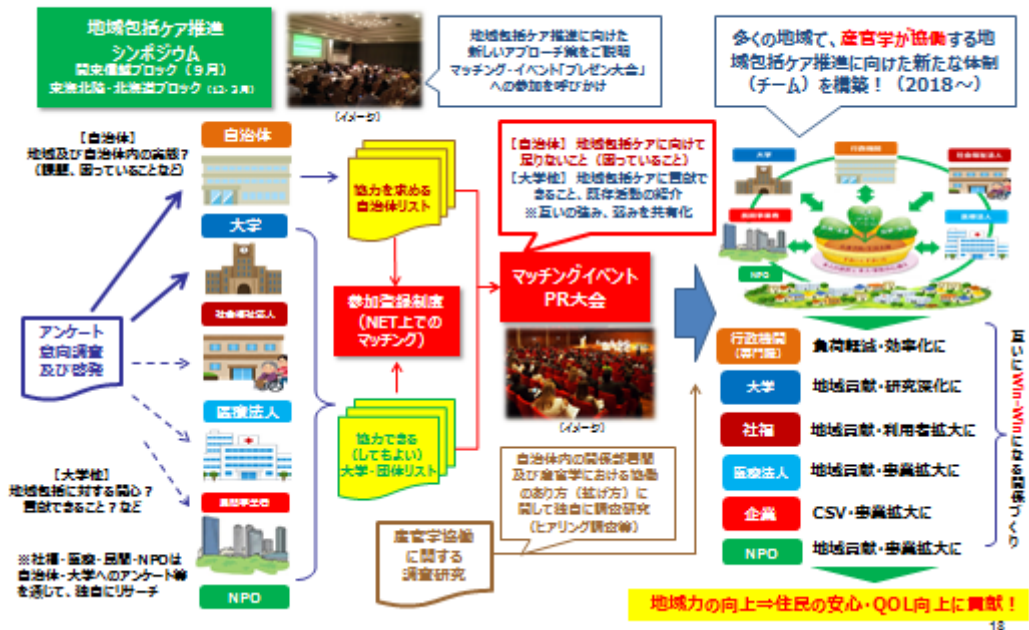 地域包括ケア推進
シンポジウム
関東信越ブロック(9月)
東海北陸・北海道ブロック(12・2月)
(イメージ)
地域包括ケア推進に向けた
新しいアプローチ策をご説明
マッチング・イベント「プレゼン大会」
への参加を呼びかけ
多くの地域で、産官学が協働する地
域包括ケア推進に向けた新たな体制
(チーム)を構築!(2018~)
【自治体】
地域及び自治体内の実態?
(課題、困っていることなど)
自治体
大学
社会福祉法人
医療法人
NPO
アンケート
意向調査
及び啓発
【大学他】
地域包括に対する関心?
貢献できること?など
※社福・医療・民間・NPOは
自治体・大学へのアンケート等
を通じて、独自にリサーチ
協力を求める
自治体リスト
参加登録制度
(NET上での
マッチング)
協力できる
(してもよい)
大学・団体リスト
【自治体】地域包括ケアに向けて
足りないこと(困っていること)
【大学他】地域包括ケアに貢献で
きること、既存活動の紹介
※互いの強み、弱みを共有化
マッチングイベント
PR大会
(イメージ)
自治体内の関係部署間
及び産官学における協働
のあり方(拡げ方)に
関して独自に調査研究
(ヒアリング調査等)
産官学協働
に関する
調査研究
大学
行政機関
社会福祉法人
医療法人
NPO
行政機関
(専門職)
負荷軽減・効率化に
大学
地域貢献・研究深化に
社福
地域貢献・利用者拡大に
医療法人
地域貢献・事業拡大に
企業
CSV・事業拡大に
NPO
地域貢献・事業拡大に
互いにWin-Winになる関係づくり
地域力の向上⇒住民の安心・QOL向上に貢献!
18